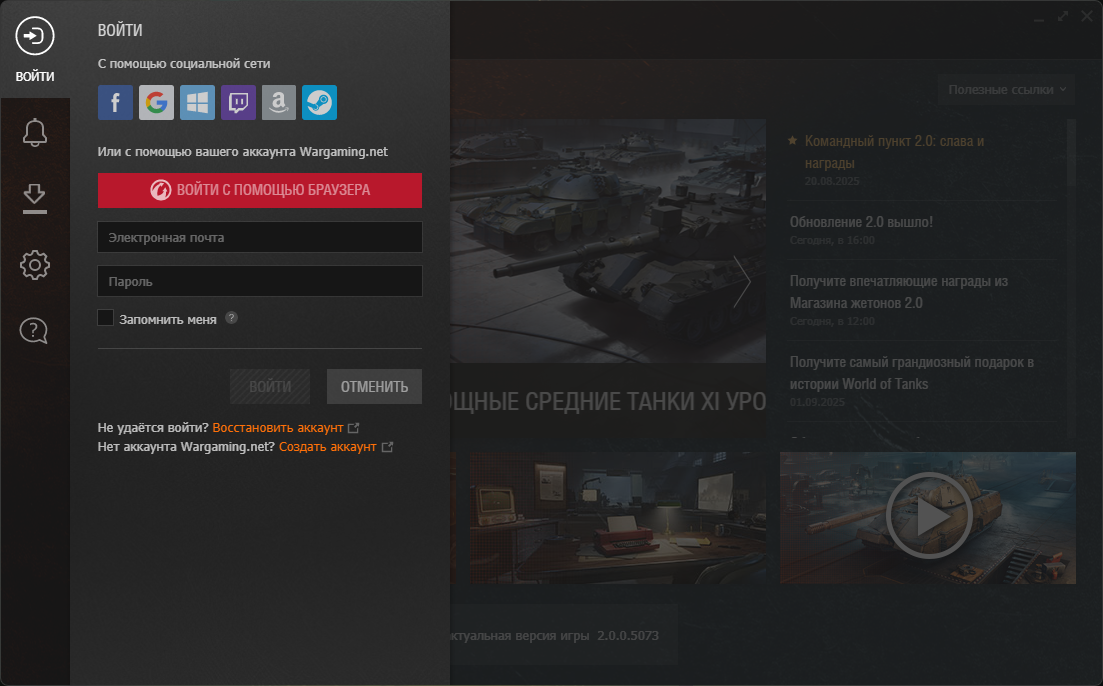 ВОЙТИ
ВОЙТИ
С помощью социальной сети
Или с помощью вашего аккаунта Wargaming.net
ВОЙТИ С ПОМОЩЬЮ БРАУЗЕРА
Электронная почта
Пароль
Запомнить меня ?
ВОЙТИ
ОТМЕНИТЬ
Не удаётся войти? Восстановить аккаунт
Нет аккаунта Wargaming.net? Создать аккаунт
Полезные ссылки
Командный пункт 2.0: слава и
награды
20.08.2025
Обновление 2.0 вышло!
Сегодня, в 16:00
Получите впечатляющие награды из
Магазина жетонов 2.0
Сегодня, в 12:00
Получите самый грандиозный подарок в
истории World of Tanks
01.09.2025
ЩНЫЕ СРЕДНИЕ ТАНКИ XI УРО
ктуальная версия игры 2.0.0.5073